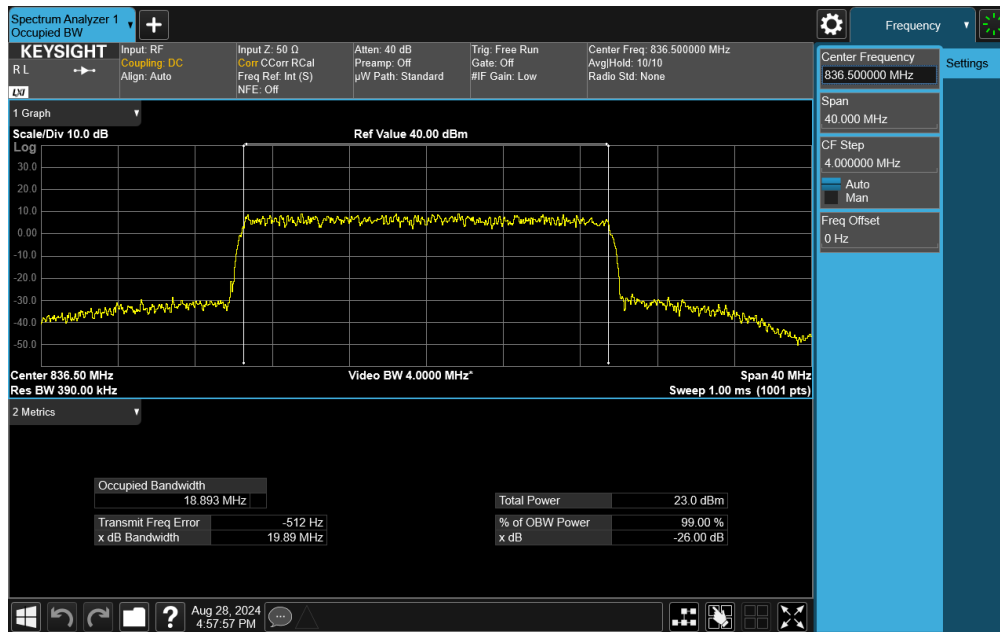 Spectrum Analyzer 1
Occupied BW
Frequency
KEYSIGHT
R L
LXI
Input: RF
Coupling: DC
Align: Auto
Input Z: 50 Ω
Corr CCorr RCal
Freq Ref: Int (S)
NFE: Off
Atten: 40 dB
Preamp: Off
µW Path: Standard
Trig: Free Run
Gate: Off
#IF Gain: Low
Center Freq: 836.500000 MHz
Avg|Hold: 10/10
Radio Std: None
Center Frequency
836.500000 MHz
Settings
Span
40.000 MHz
CF Step
4.000000 MHz
Auto
Man
Freq Offset
0 Hz
1 Graph
Scale/Div 10.0 dB
Ref Value 40.00 dBm
Log
30.0
20.0
10.0
0.00
-10.0
-20.0
-30.0
-40.0
-50.0
Center 836.50 MHz
Video BW 4.0000 MHz*
Span 40 MHz
Res BW 390.00 kHz
Sweep 1.00 ms (1001 pts)
2 Metrics
Occupied Bandwidth
18.893 MHz
Total Power 23.0 dBm
Transmit Freq Error -512 Hz
% of OBW Power 99.00 %
x dB Bandwidth 19.89 MHz
x dB -26.00 dB
?
Aug 28, 2024
4:57:57 PM